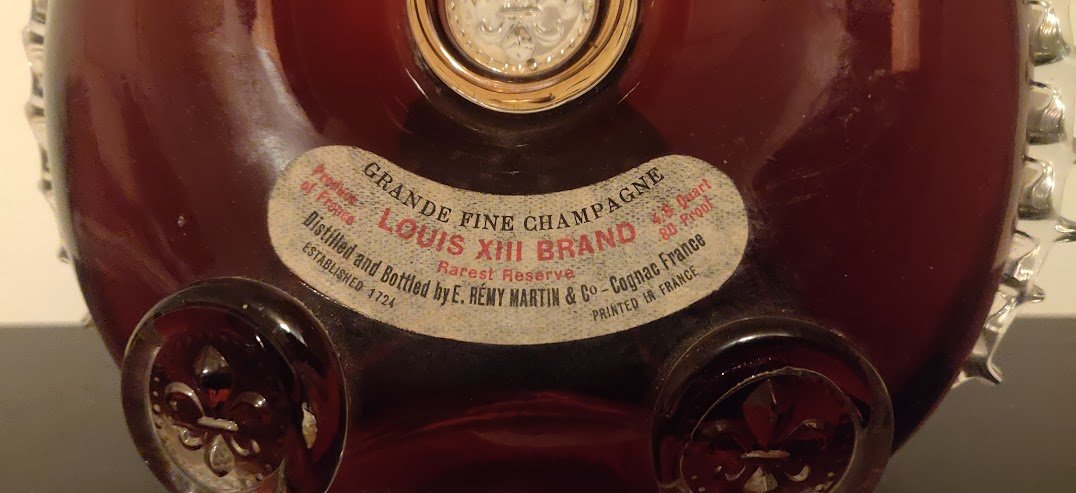 GRANDE FINE CHAMPAGNE
Produce
of France
LOUIS XIII BRAND
4/5 Quart
80 Proof
Rarest Reserve
Distilled and Bottled by E. RÉMY MARTIN & Co - Cognac France
ESTABLISHED 1724
PRINTED IN FRANCE